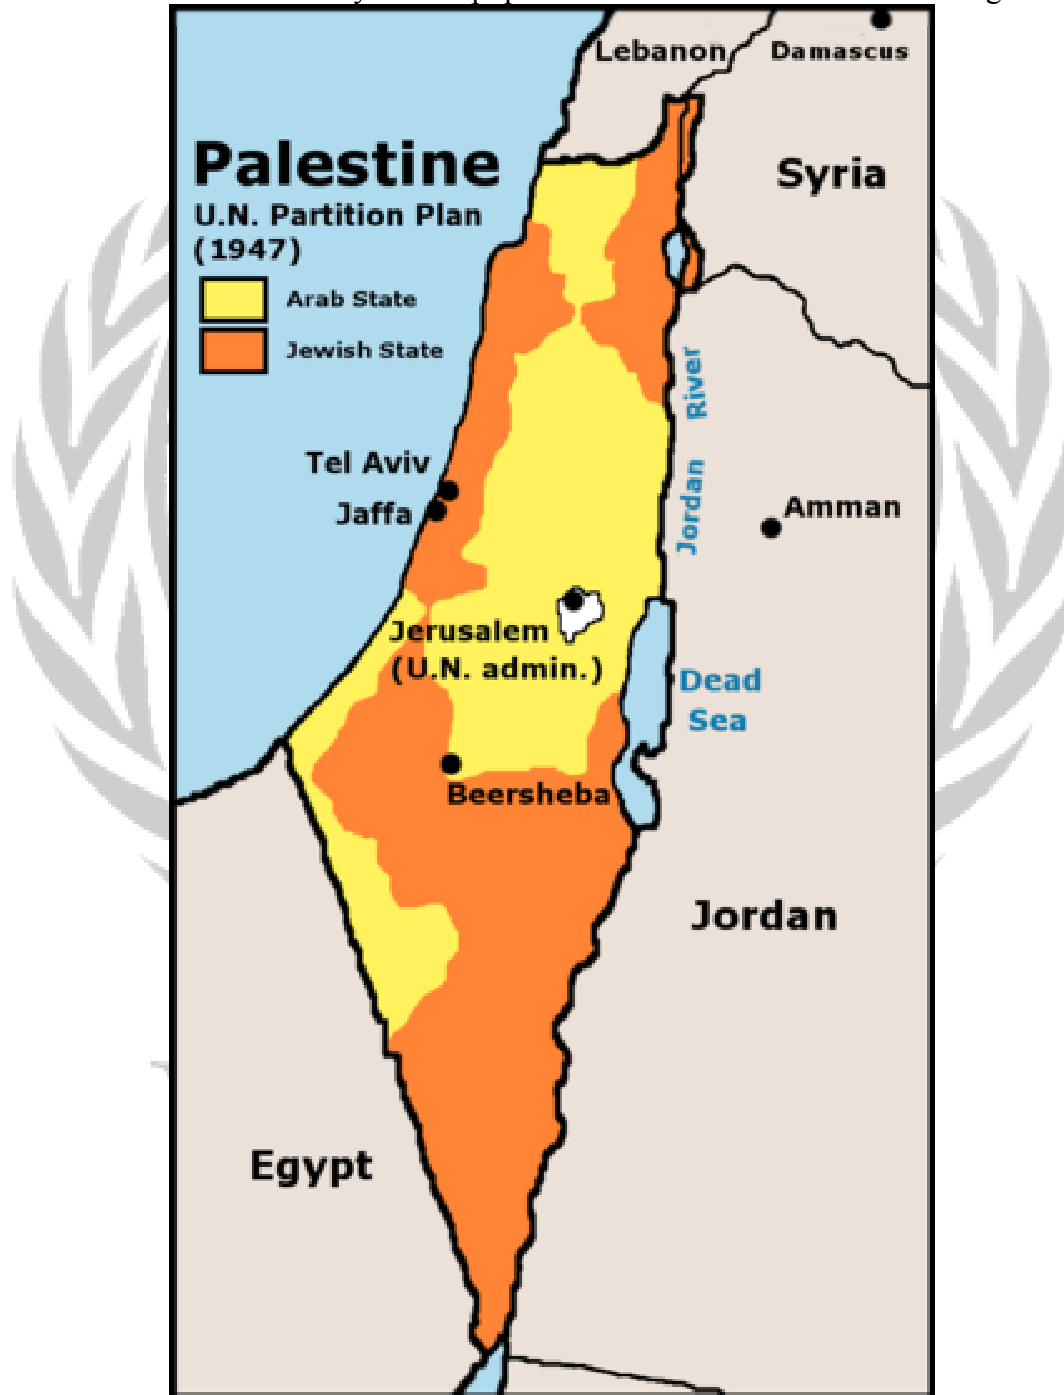 Lebanon
Damascus
Palestine
Syria
U.N. Partition Plan
(1947)
Arab State
Jewish State
Jordan River
Tel Aviv
Jaffa
Amman
Jerusalem
(U.N. admin.)
Dead
Sea
Beersheba
Jordan
Egypt